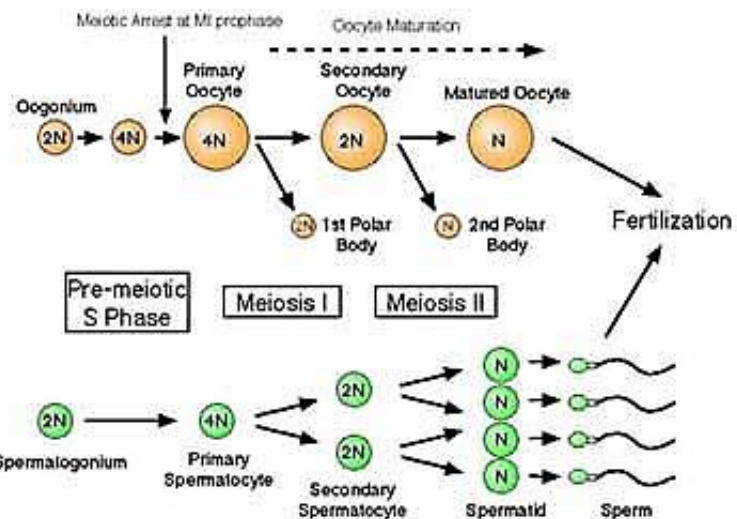 Meiotic Arrest at MI prophase
Oocyte Maturation
Primary
Oocyte
Secondary
Oocyte
Matured Oocyte
Oogonium
2N
4N
4N
2N
N
2N
1st Polar
Body
N
2nd Polar
Body
Fertilization
Pre-meiotic
S Phase
Meiosis I
Meiosis II
2N
4N
2N
2N
N
N
N
N
Spermatogonium
Primary
Spermatocyte
Secondary
Spermatocyte
Spermatid
Sperm